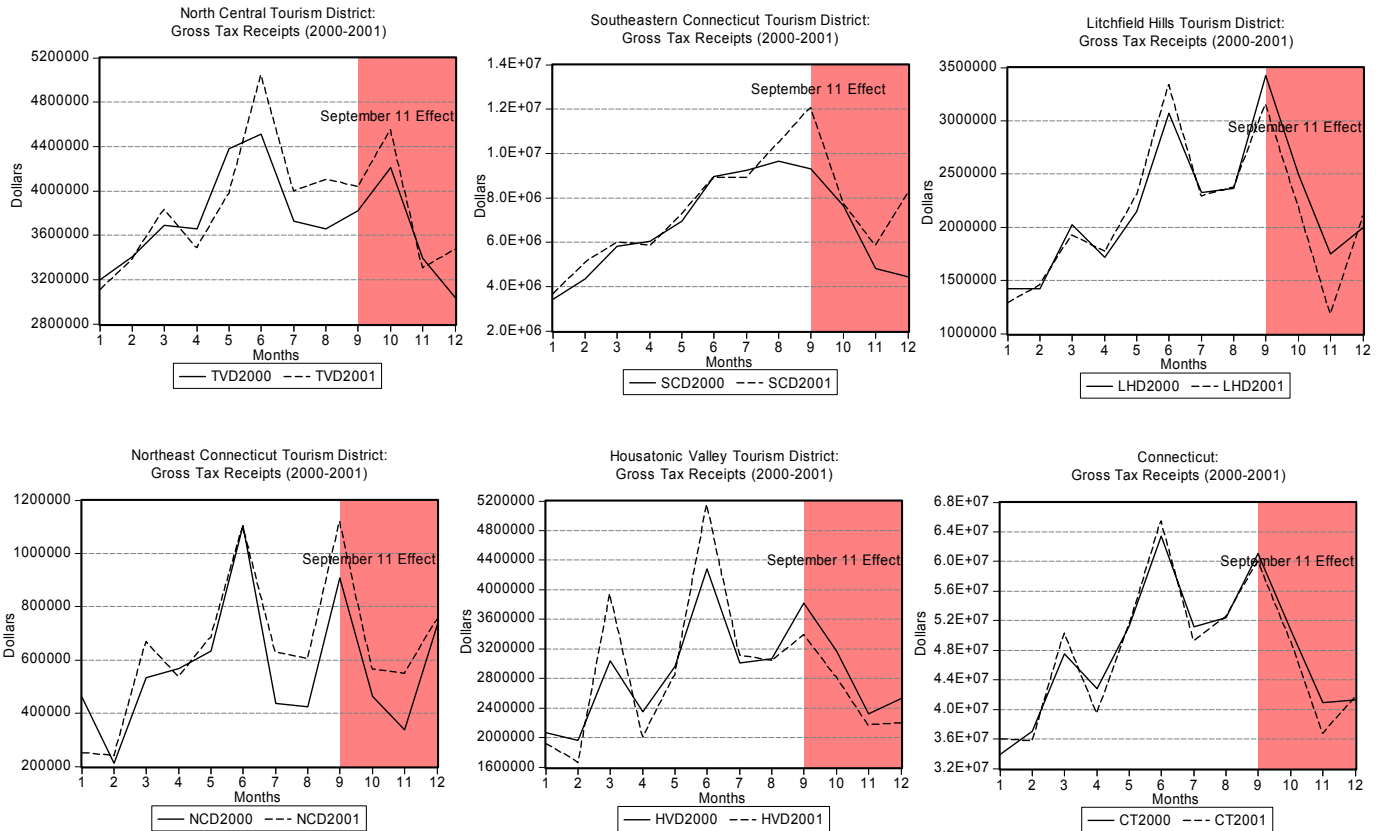 North Central Tourism District:
Gross Tax Receipts (2000-2001)
5200000
4800000
4400000
4000000
3600000
3200000
2800000
Dollars
September 11 Effect
1 2 3 4 5 6 7 8 9 10 11 12
Months
TVD2000 TVD2001
Southeastern Connecticut Tourism District:
Gross Tax Receipts (2000-2001)
1.4E+07
1.2E+07
1.0E+07
8.0E+06
6.0E+06
4.0E+06
2.0E+06
Dollars
September 11 Effect
1 2 3 4 5 6 7 8 9 10 11 12
Months
SCD2000 SCD2001
Litchfield Hills Tourism District:
Gross Tax Receipts (2000-2001)
3500000
3000000
2500000
2000000
1500000
1000000
Dollars
September 11 Effect
1 2 3 4 5 6 7 8 9 10 11 12
Months
LHD2000 LHD2001
Northeast Connecticut Tourism District:
Gross Tax Receipts (2000-2001)
1200000
1000000
800000
600000
400000
200000
Dollars
September 11 Effect
1 2 3 4 5 6 7 8 9 10 11 12
Months
NCD2000 NCD2001
Housatonic Valley Tourism District:
Gross Tax Receipts (2000-2001)
5200000
4800000
4400000
4000000
3600000
3200000
2800000
2400000
2000000
1600000
Dollars
September 11 Effect
1 2 3 4 5 6 7 8 9 10 11 12
Months
HVD2000 HVD2001
Connecticut:
Gross Tax Receipts (2000-2001)
6.8E+07
6.4E+07
6.0E+07
5.6E+07
5.2E+07
4.8E+07
4.4E+07
4.0E+07
3.6E+07
3.2E+07
Dollars
September 11 Effect
1 2 3 4 5 6 7 8 9 10 11 12
Months
CT2000 CT2001